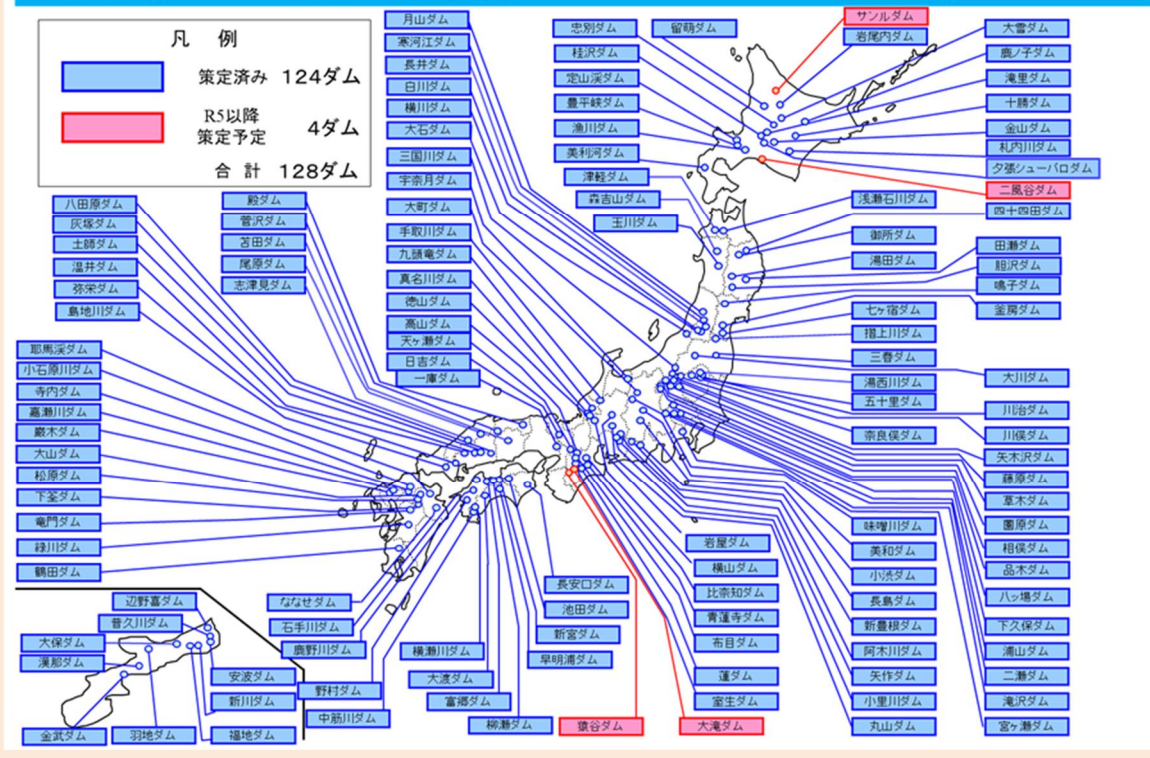 凡 例
策定済み 124ダム
R5以降
策定予定 4ダム
合計 128ダム
月山ダム
寒河江ダム
長井ダム
白川ダム
横川ダム
大石ダム
三国川ダム
宇奈月ダム
大町ダム
手取川ダム
九頭竜ダム
真名川ダム
徳山ダム
高山ダム
天ヶ瀬ダム
日吉ダム
一庫ダム
忠別ダム
留萌ダム
桂沢ダム
定山渓ダム
豊平峡ダム
漁川ダム
美利河ダム
津軽ダム
森吉山ダム
玉川ダム
サンルダム
岩尾内ダム
大雪ダム
鹿ノ子ダム
滝里ダム
十勝ダム
金山ダム
札内川ダム
夕張シューパロダム
二風谷ダム
四十四田ダム
浅瀬石川ダム
御所ダム
湯田ダム
田瀬ダム
胆沢ダム
鳴子ダム
釜房ダム
七ヶ宿ダム
摺上川ダム
三春ダム
大川ダム
湯西川ダム
五十里ダム
川治ダム
奈良俣ダム
川俣ダム
矢木沢ダム
藤原ダム
草木ダム
薗原ダム
相俣ダム
品木ダム
八ッ場ダム
下久保ダム
浦山ダム
二瀬ダム
滝沢ダム
宮ヶ瀬ダム
味噌川ダム
美和ダム
小渋ダム
長島ダム
新豊根ダム
阿木川ダム
矢作ダム
小里川ダム
丸山ダム
岩屋ダム
横山ダム
比奈知ダム
青蓮寺ダム
布目ダム
蓮ダム
室生ダム
大滝ダム
猿谷ダム
八田原ダム
灰塚ダム
土師ダム
温井ダム
弥栄ダム
島地川ダム
殿ダム
菅沢ダム
苫田ダム
尾原ダム
志津見ダム
耶馬渓ダム
小石原川ダム
寺内ダム
嘉瀬川ダム
厳木ダム
大山ダム
松原ダム
下筌ダム
竜門ダム
緑川ダム
鶴田ダム
ななせダム
石手川ダム
鹿野川ダム
野村ダム
中筋川ダム
横瀬川ダム
大渡ダム
富郷ダム
柳瀬ダム
長安口ダム
池田ダム
新宮ダム
早明浦ダム
辺野喜ダム
普久川ダム
大保ダム
漢那ダム
安波ダム
新川ダム
福地ダム
羽地ダム
金武ダム